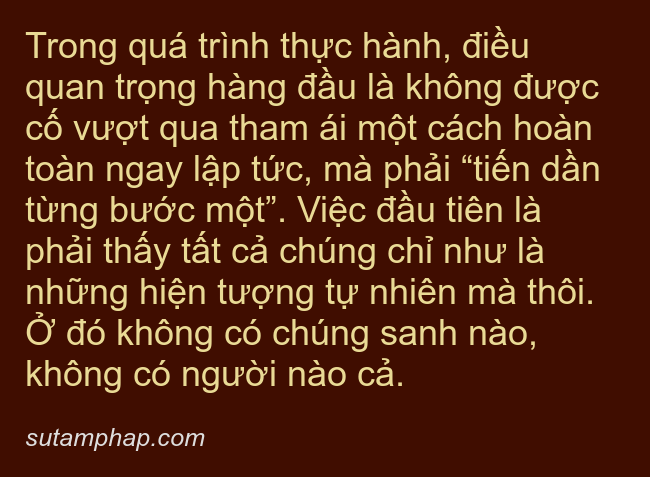 Trong quá trình thực hành, điều
quan trọng hàng đầu là không được
cố vượt qua tham ái một cách hoàn
toàn ngay lập tức, mà phải “tiến dần
từng bước một”. Việc đầu tiên là
phải thấy tất cả chúng chỉ như là
những hiện tượng tự nhiên mà thôi.
Ở đó không có chúng sanh nào,
không có người nào cả.
sutamphap.com